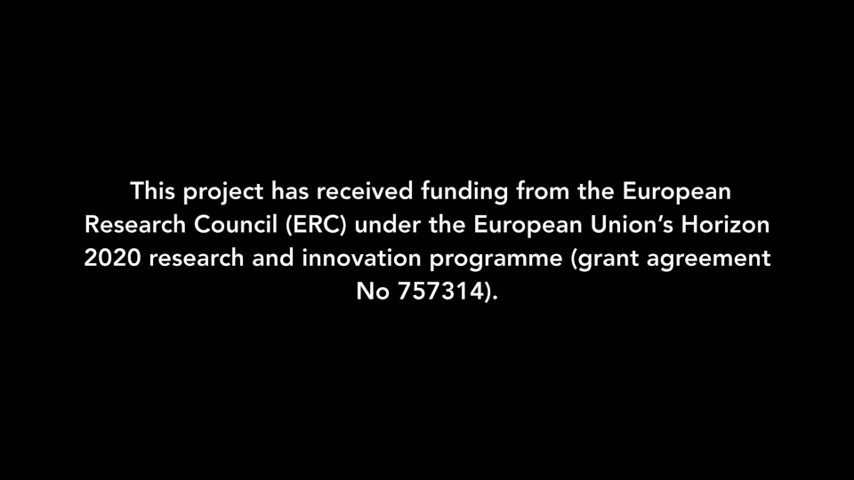 This project has received funding from the European
Research Council (ERC) under the European Union’s Horizon
2020 research and innovation programme (grant agreement
No 757314).